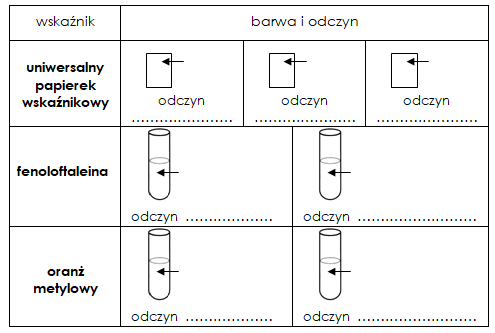 wskaźnik barwa i odczyn
uniwersalny
papierek
wskaźnikowy
odczyn odczyn odczyn
....................... ....................... .......................
fenoloftaleina
odczyn ................... odczyn ....................
oranż
metylowy
odczyn ................... odczyn ....................